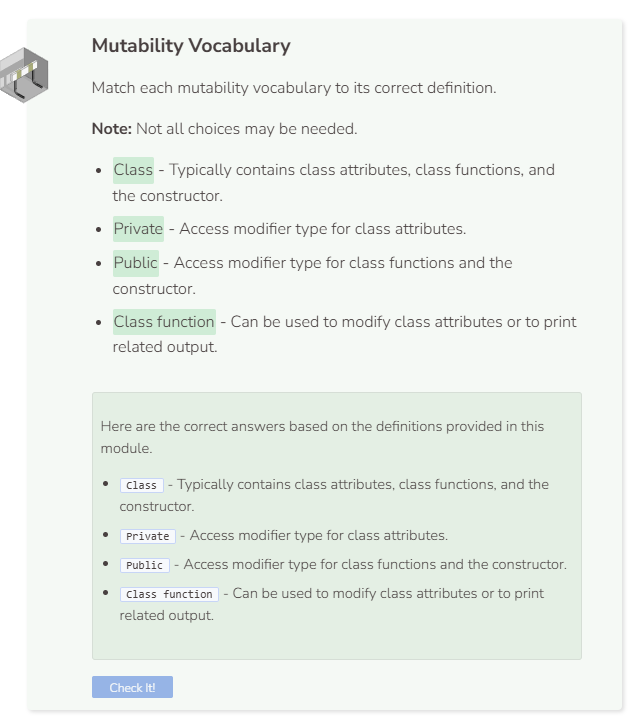 Mutability Vocabulary
Match each mutability vocabulary to its correct definition.
Note: Not all choices may be needed.
• Class - Typically contains class attributes, class functions, and
the constructor.
• Private - Access modifier type for class attributes.
• Public - Access modifier type for class functions and the
constructor.
• Class function - Can be used to modify class attributes or to print
related output.
Here are the correct answers based on the definitions provided in this
module.
• Class - Typically contains class attributes, class functions, and the
constructor.
• Private - Access modifier type for class attributes.
• Public - Access modifier type for class functions and the constructor.
• Class function - Can be used to modify class attributes or to print
related output.
Check It!